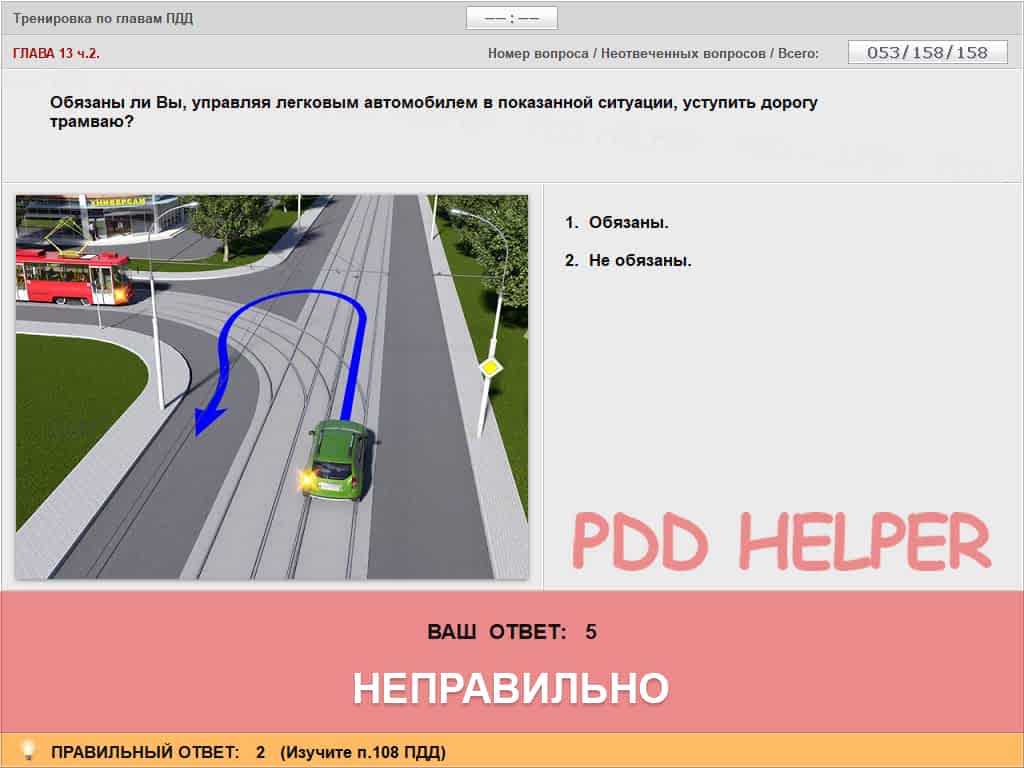 Тренировка по главам ПДД
—— : ——
ГЛАВА 13 ч.2.
Номер вопроса / Неотвеченных вопросов / Всего:
053/158/158
Обязаны ли Вы, управляя легковым автомобилем в показанной ситуации, уступить дорогу
трамваю?
УНИВЕРСАМ
1. Обязаны.
2. Не обязаны.
PDD HELPER
ВАШ ОТВЕТ: 5
НЕПРАВИЛЬНО
ПРАВИЛЬНЫЙ ОТВЕТ: 2 (Изучите п.108 ПДД)